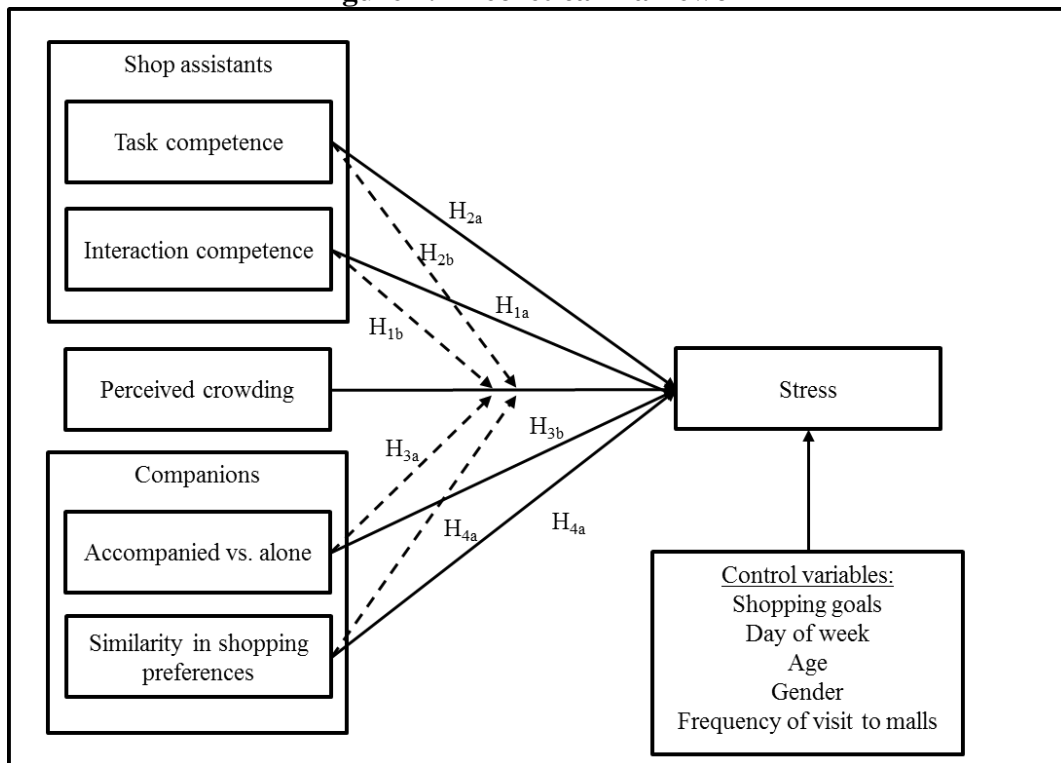 Shop assistants
Task competence
Interaction competence
Perceived crowding
Companions
Accompanied vs. alone
Similarity in shopping
preferences
H2a
H2b
H1a
H1b
H3b
H3a
H4a
H4a
Stress
Control variables:
Shopping goals
Day of week
Age
Gender
Frequency of visit to malls